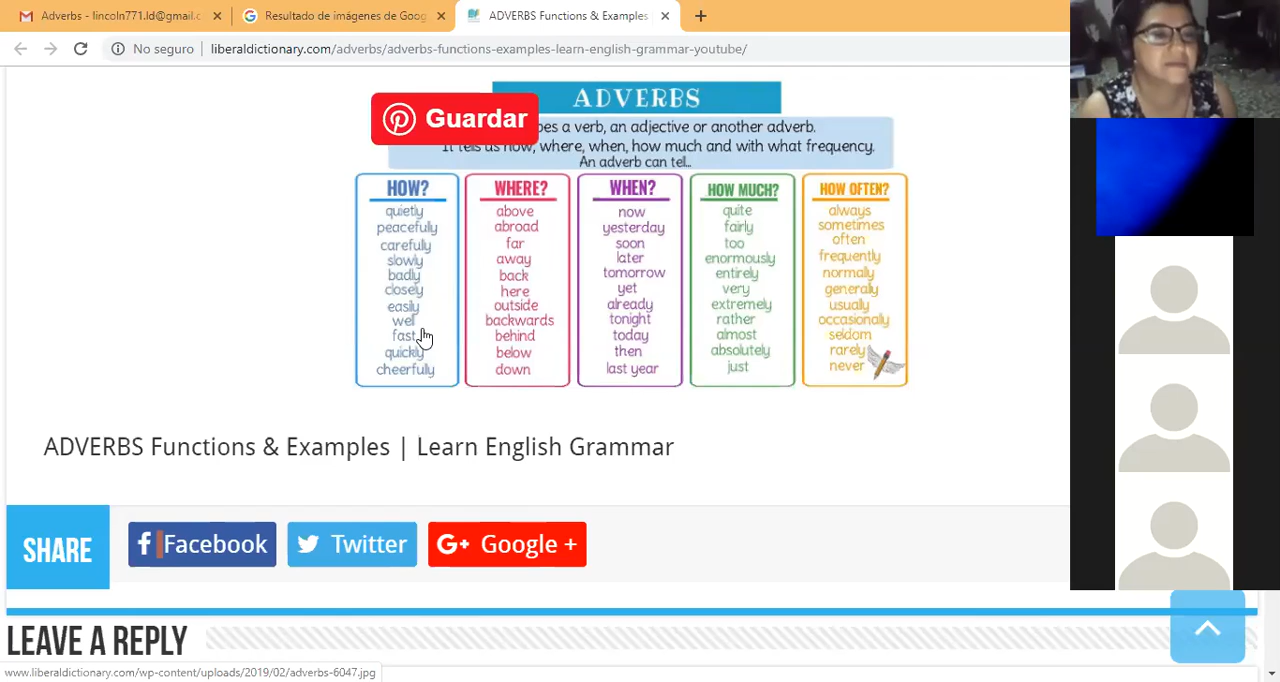 Adverbs - lincoln771.ld@gmail.c
Resultado de imágenes de Goog
ADVERBS Functions & Examples
No seguro
liberaldictionary.com/adverbs/adverbs-functions-examples-learn-english-grammar-youtube/
ADVERBS
Guardar
bes a verb, an adjective or another adverb.
It tells us how, where, when, how much and with what frequency.
An adverb can tell...
HOW?
quietly
peacefully
carefully
slowly
badly
closely
easily
well
fast
quickly
cheerfully
WHERE?
above
abroad
far
away
back
here
outside
backwards
behind
below
down
WHEN?
now
yesterday
soon
later
tomorrow
yet
already
tonight
today
then
last year
HOW MUCH?
quite
fairly
too
enormously
entirely
very
extremely
rather
almost
absolutely
just
HOW OFTEN?
always
sometimes
often
frequently
normally
generally
usually
occasionally
seldom
rarely
never
ADVERBS Functions & Examples | Learn English Grammar
SHARE
Facebook
Twitter
G+ Google +
LEAVE A REPLY
www.liberaldictionary.com/wp-content/uploads/2019/02/adverbs-6047.jpg